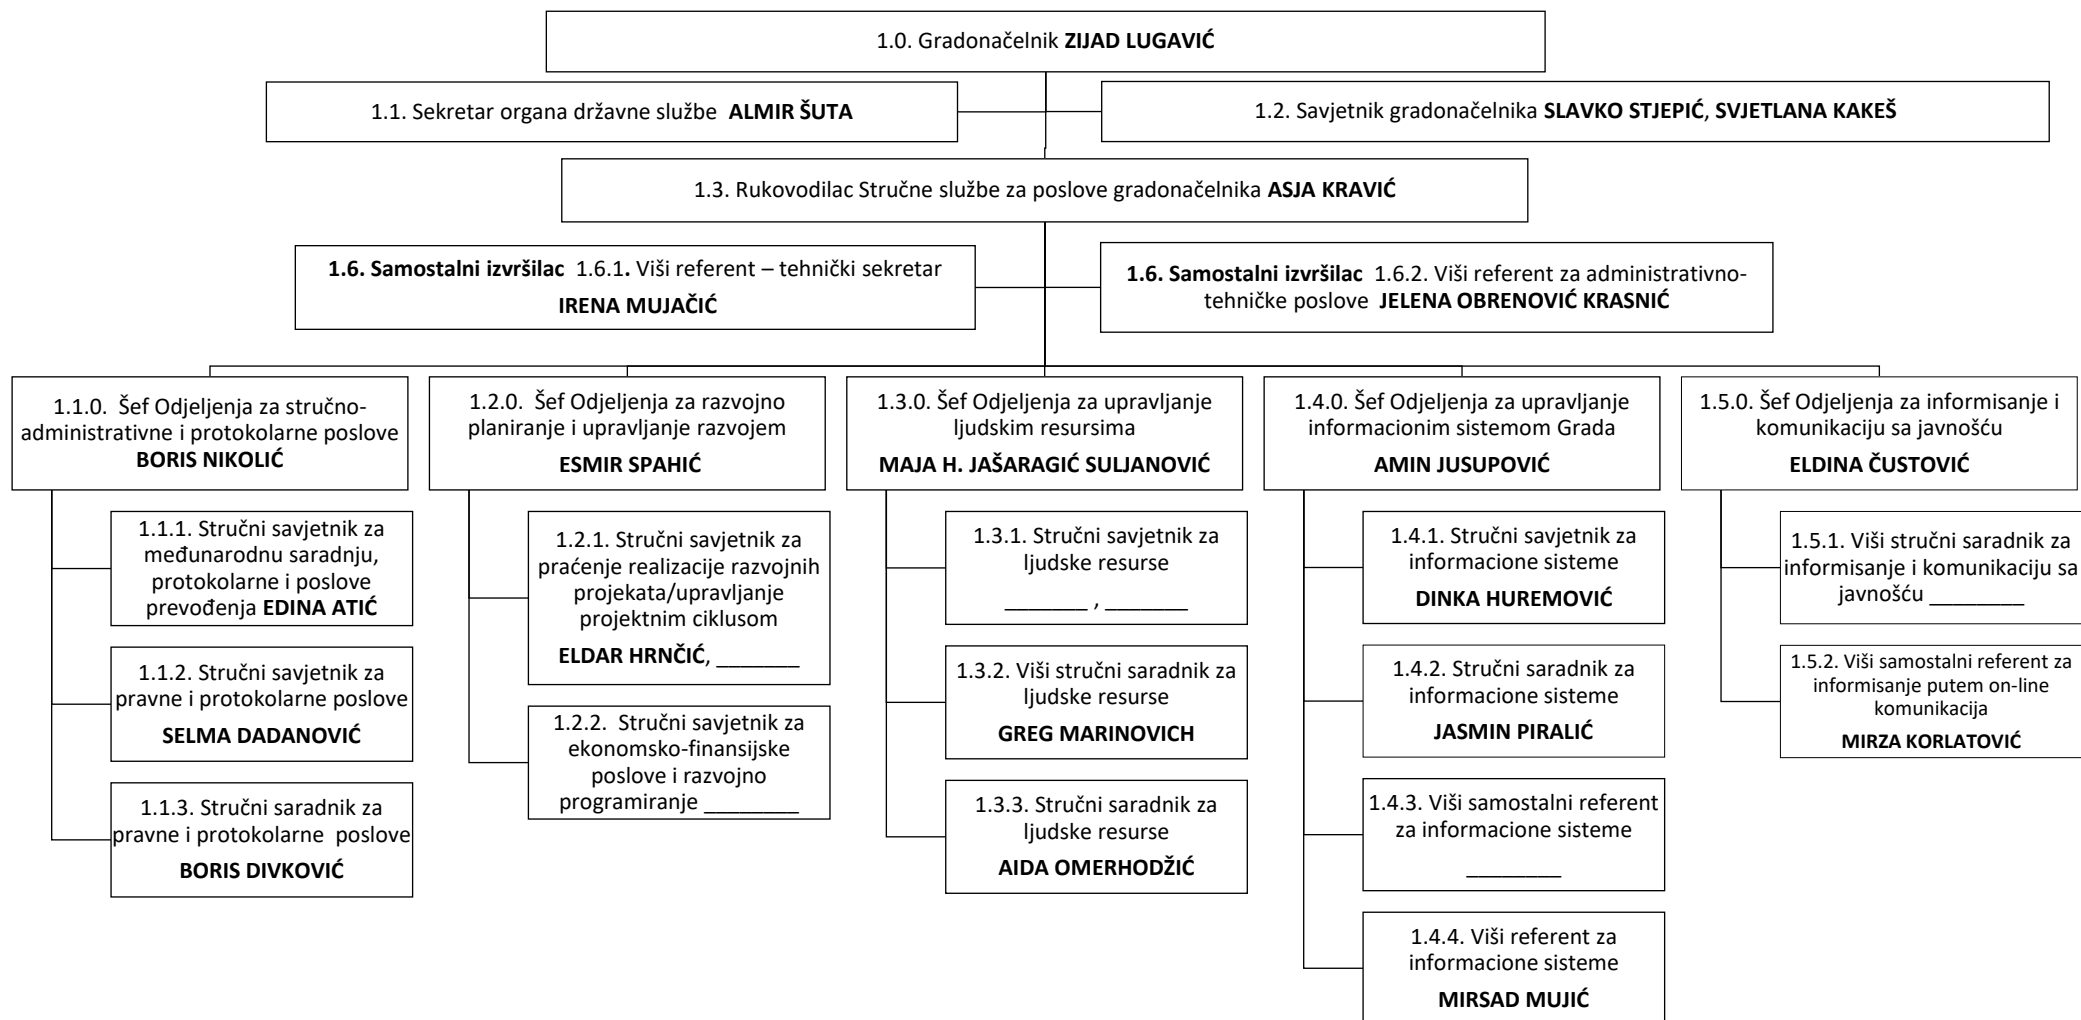 1.0. Gradonačelnik ZIJAD LUGAVIĆ
1.1. Sekretar organa državne službe ALMIR ŠUTA
1.2. Savjetnik gradonačelnika SLAVKO STJEPIĆ, SVJETLANA KAKEŠ
1.3. Rukovodilac Stručne službe za poslove gradonačelnika ASJA KRAVIĆ
1.6. Samostalni izvršilac 1.6.1. Viši referent – tehnički sekretar
IRENA MUJAČIĆ
1.6. Samostalni izvršilac 1.6.2. Viši referent za administrativno-
tehničke poslove JELENA OBRENOVIĆ KRASNIĆ
1.1.0. Šef Odjeljenja za stručno-
administrativne i protokolarne poslove
BORIS NIKOLIĆ
1.1.1. Stručni savjetnik za
međunarodnu saradnju,
protokolarne i poslove
prevođenja EDINA ATIĆ
1.1.2. Stručni savjetnik za
pravne i protokolarne poslove
SELMA DADANOVIĆ
1.1.3. Stručni saradnik za
pravne i protokolarne poslove
BORIS DIVKOVIĆ
1.2.0. Šef Odjeljenja za razvojno
planiranje i upravljanje razvojem
ESMIR SPAHIĆ
1.2.1. Stručni savjetnik za
praćenje realizacije razvojnih
projekata/upravljanje
projektnim ciklusom
ELDAR HRNČIĆ, _______
1.2.2. Stručni savjetnik za
ekonomsko-finansijske
poslove i razvojno
programiranje ________
1.3.0. Šef Odjeljenja za upravljanje
ljudskim resursima
MAJA H. JAŠARAGIĆ SULJANOVIĆ
1.3.1. Stručni savjetnik za
ljudske resurse
_______ , _______
1.3.2. Viši stručni saradnik za
ljudske resurse
GREG MARINOVICH
1.3.3. Stručni saradnik za
ljudske resurse
AIDA OMERHODŽIĆ
1.4.0. Šef Odjeljenja za upravljanje
informacionim sistemom Grada
AMIN JUSUPOVIĆ
1.4.1. Stručni savjetnik za
informacione sisteme
DINKA HUREMOVIĆ
1.4.2. Stručni saradnik za
informacione sisteme
JASMIN PIRALIĆ
1.4.3. Viši samostalni referent
za informacione sisteme
________
1.4.4. Viši referent za
informacione sisteme
MIRSAD MUJIĆ
1.5.0. Šef Odjeljenja za informisanje i
komunikaciju sa javnošću
ELDINA ČUSTOVIĆ
1.5.1. Viši stručni saradnik za
informisanje i komunikaciju sa
javnošću ________
1.5.2. Viši samostalni referent za
informisanje putem on-line
komunikacija
MIRZA KORLATOVIĆ